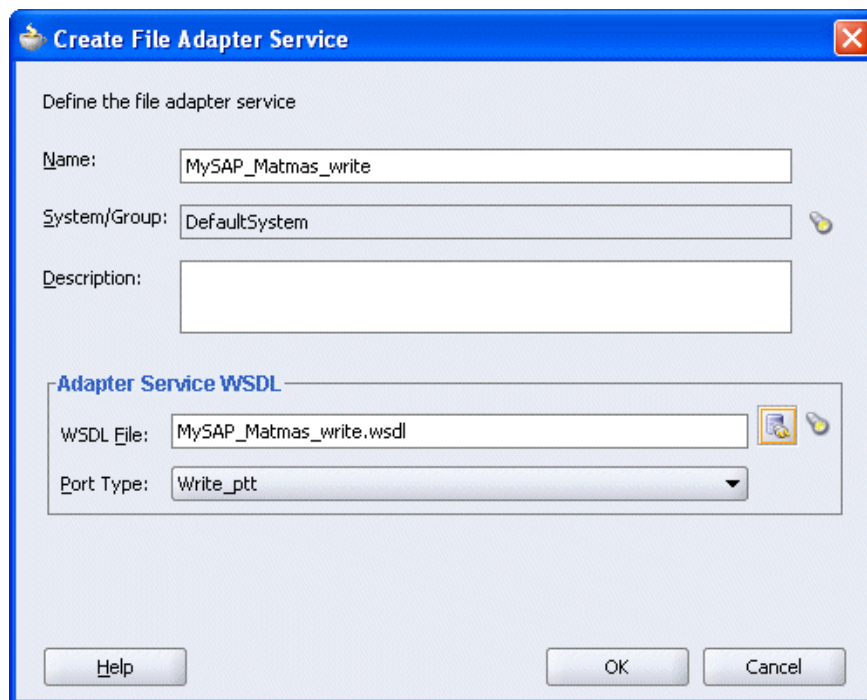 Create File Adapter Service
Define the file adapter service
Name: MySAP_Matmas_write
System/Group: DefaultSystem
Description:
Adapter Service WSDL
WSDL File: MySAP_Matmas_write.wsdl
Port Type: Write_ptt
Help OK Cancel